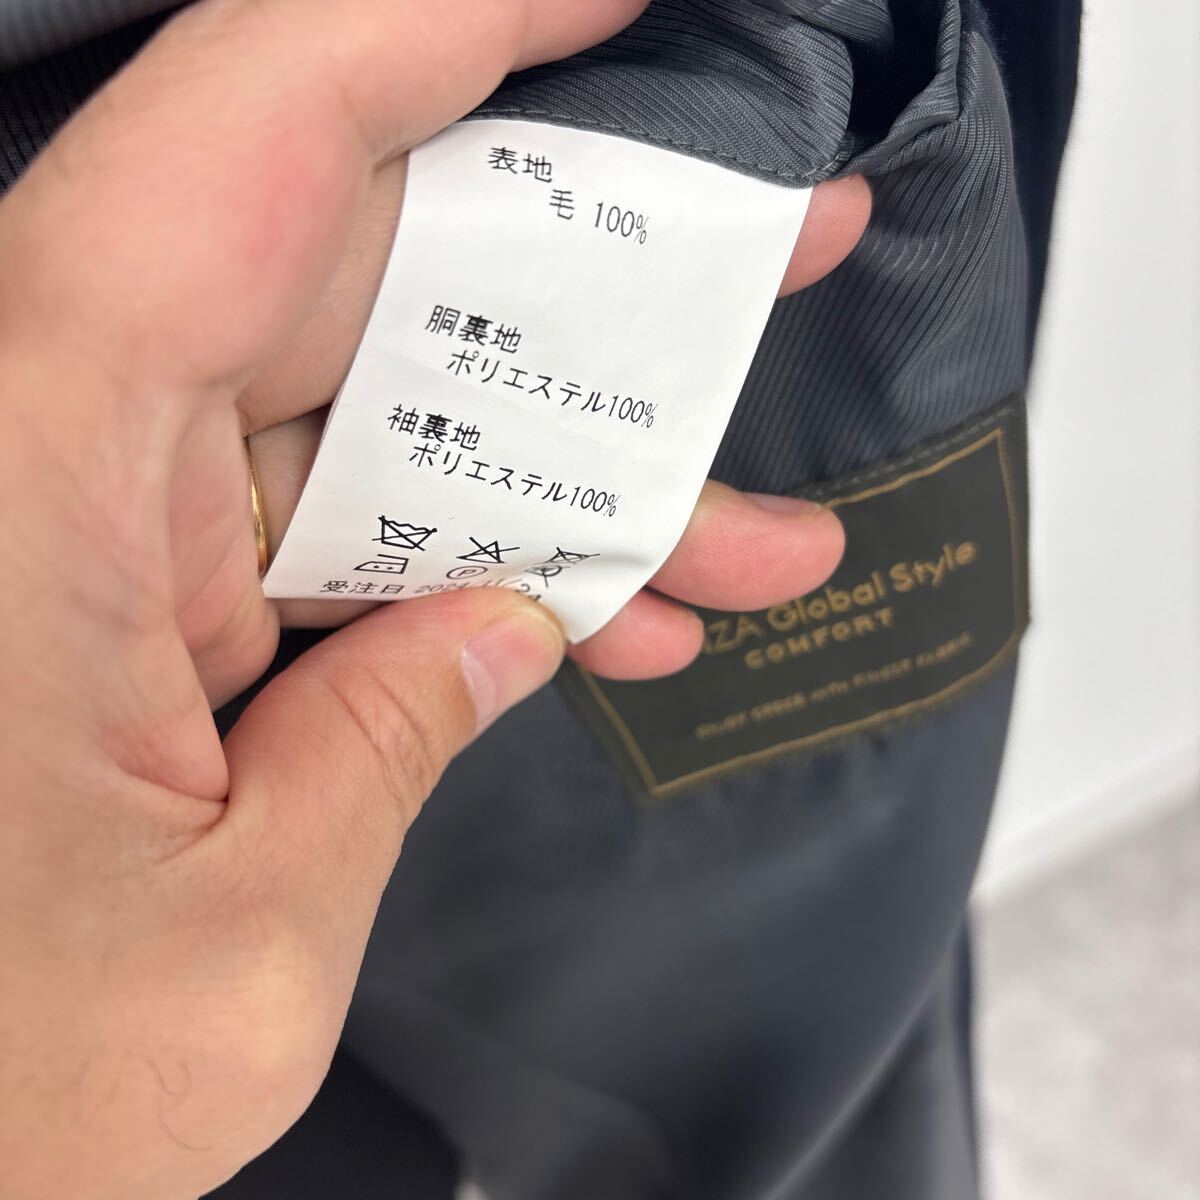 表地
毛 100%
胴裏地
ポリエステル100%
袖裏地
ポリエステル100%
P
受注日 2024
Global Style
COMFORT